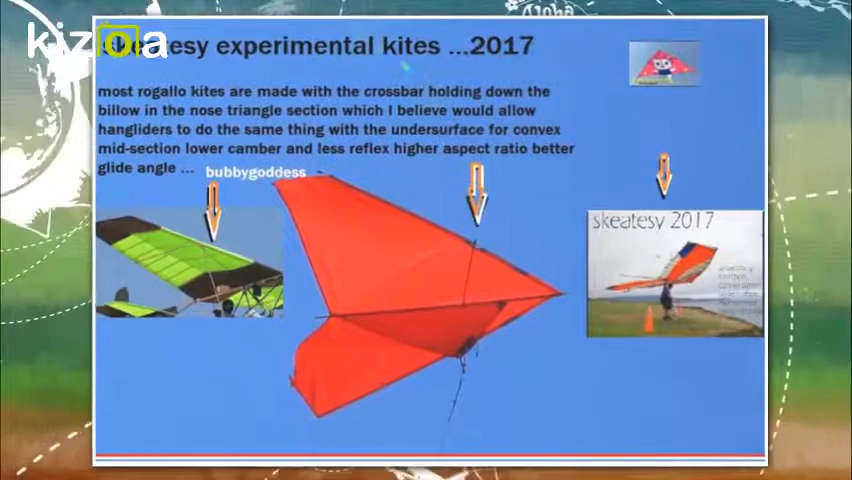 Aloha
kizoa
skeatesy experimental kites ...2017
most rogallo kites are made with the crossbar holding down the
billow in the nose triangle section which I believe would allow
hangliders to do the same thing with the undersurface for convex
mid-section lower camber and less reflex higher aspect ratio better
glide angle ...
bubbygoddess
skeatesy 2017